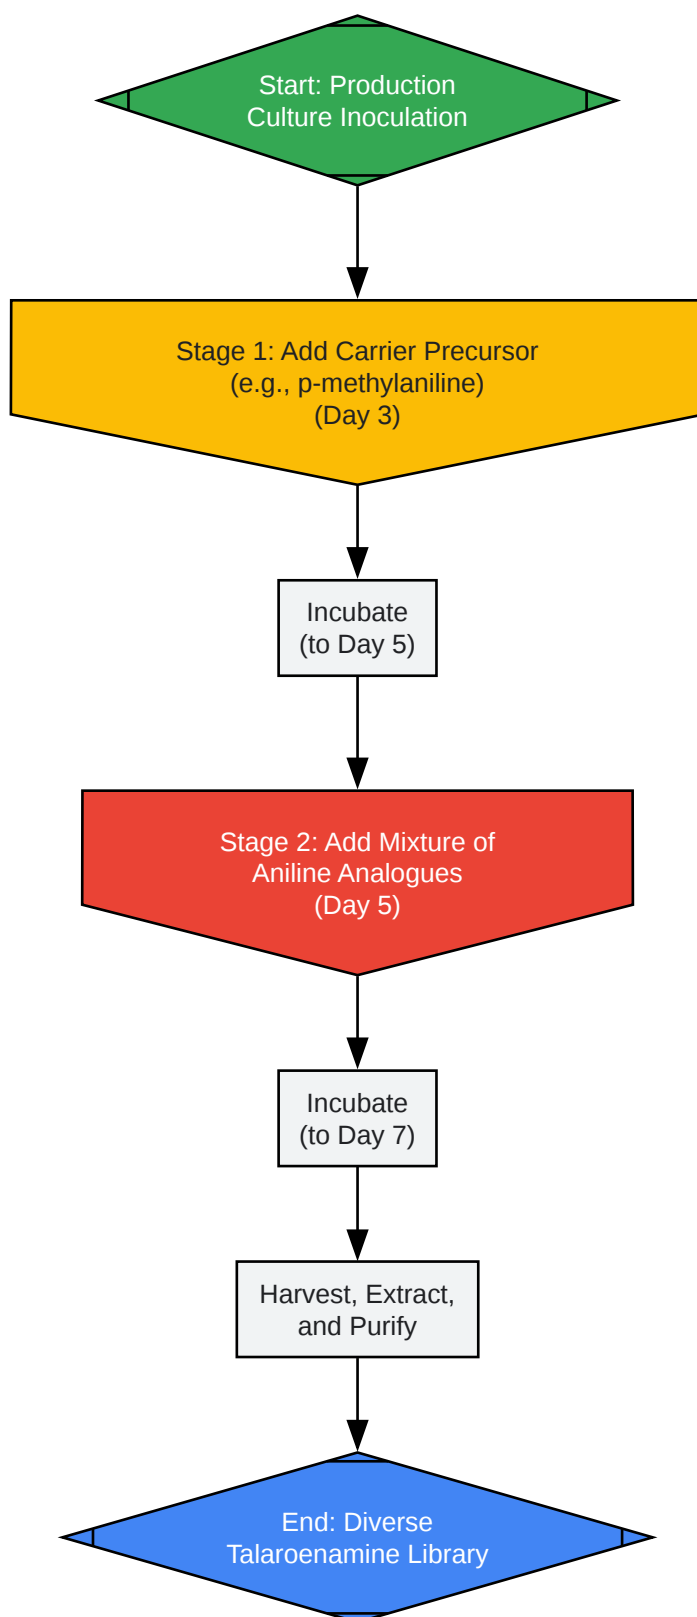 Start: Production
Culture Inoculation
Stage 1: Add Carrier Precursor
(e.g., p-methylaniline)
(Day 3)
Incubate
(to Day 5)
Stage 2: Add Mixture of
Aniline Analogues
(Day 5)
Incubate
(to Day 7)
Harvest, Extract,
and Purify
End: Diverse
Talaroenamine Library